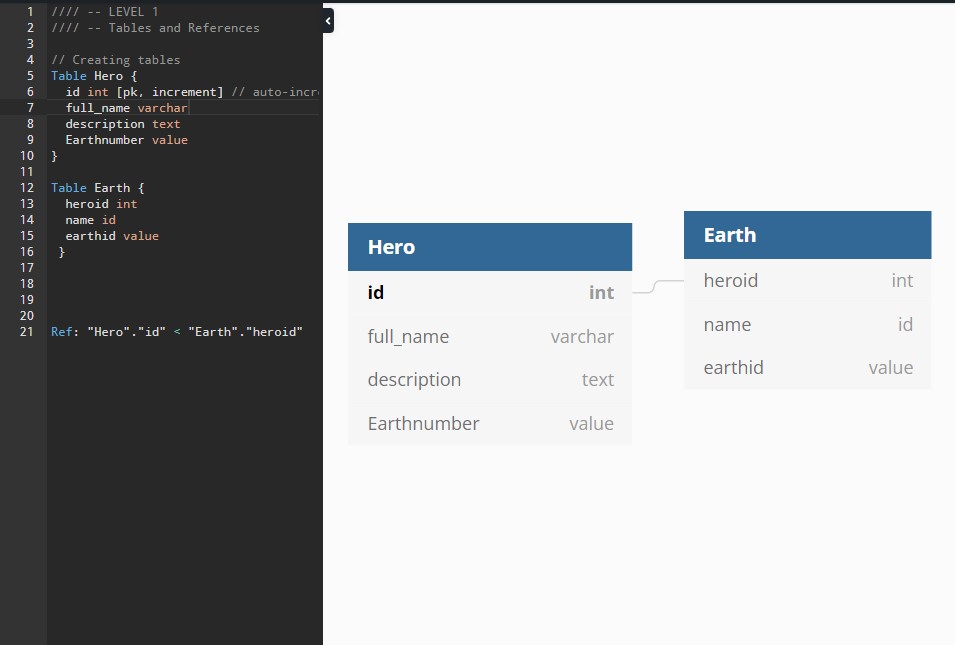 1 //// -- LEVEL 1
2 //// -- Tables and References
3
4 // Creating tables
5 Table Hero {
6 id int [pk, increment] // auto-incr
7 full_name varchar
8 description text
9 Earthnumber value
10 }
11
12 Table Earth {
13 heroid int
14 name id
15 earthid value
16 }
17
18
19
20
21 Ref: "Hero"."id" < "Earth"."heroid"
Hero
id int
full_name varchar
description text
Earthnumber value
Earth
heroid int
name id
earthid value